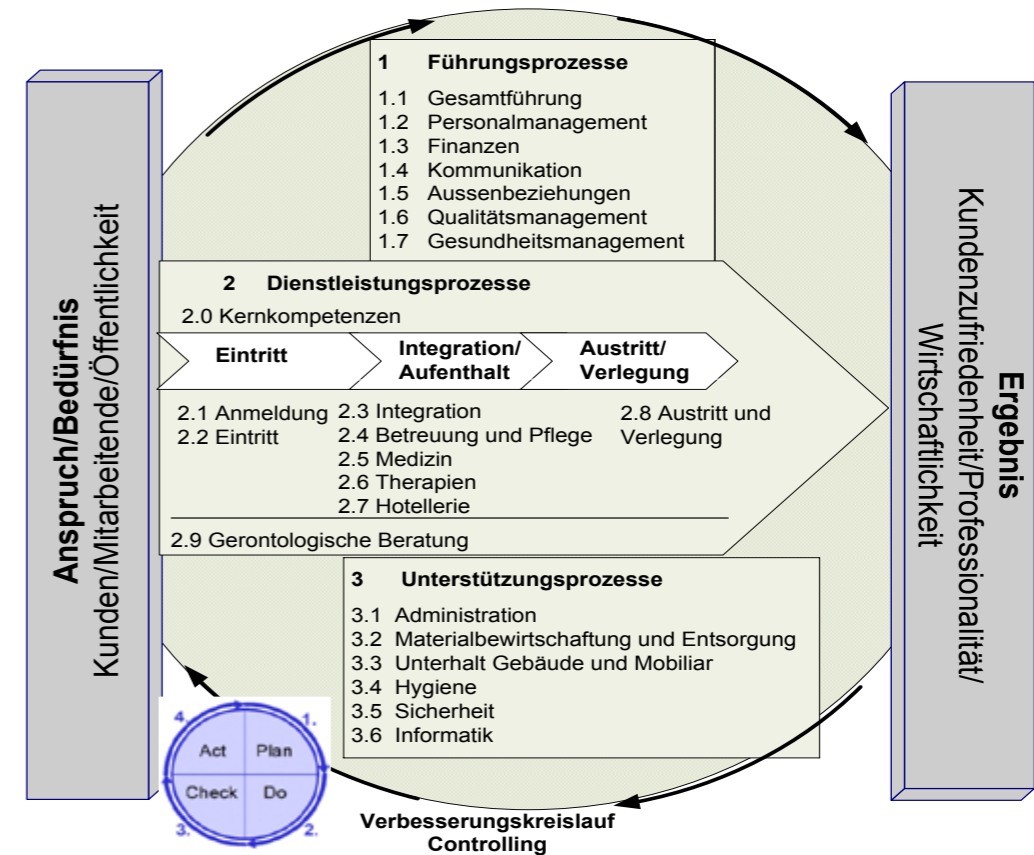 Anspruch/Bedürfnis
Kunden/Mitarbeitende/Öffentlichkeit
1 Führungsprozesse
1.1 Gesamtführung
1.2 Personalmanagement
1.3 Finanzen
1.4 Kommunikation
1.5 Aussenbeziehungen
1.6 Qualitätsmanagement
1.7 Gesundheitsmanagement
2 Dienstleistungsprozesse
2.0 Kernkompetenzen
Eintritt
Integration/
Aufenthalt
Austritt/
Verlegung
2.1 Anmeldung
2.2 Eintritt
2.3 Integration
2.4 Betreuung und Pflege
2.5 Medizin
2.6 Therapien
2.7 Hotellerie
2.8 Austritt und
Verlegung
2.9 Gerontologische Beratung
3 Unterstützungsprozesse
3.1 Administration
3.2 Materialbewirtschaftung und Entsorgung
3.3 Unterhalt Gebäude und Mobiliar
3.4 Hygiene
3.5 Sicherheit
3.6 Informatik
4. 1.
Act Plan
Check Do
3. 2.
Verbesserungskreislauf
Controlling
Ergebnis
Kundenzufriedenheit/Professionalität/
Wirtschaftlichkeit